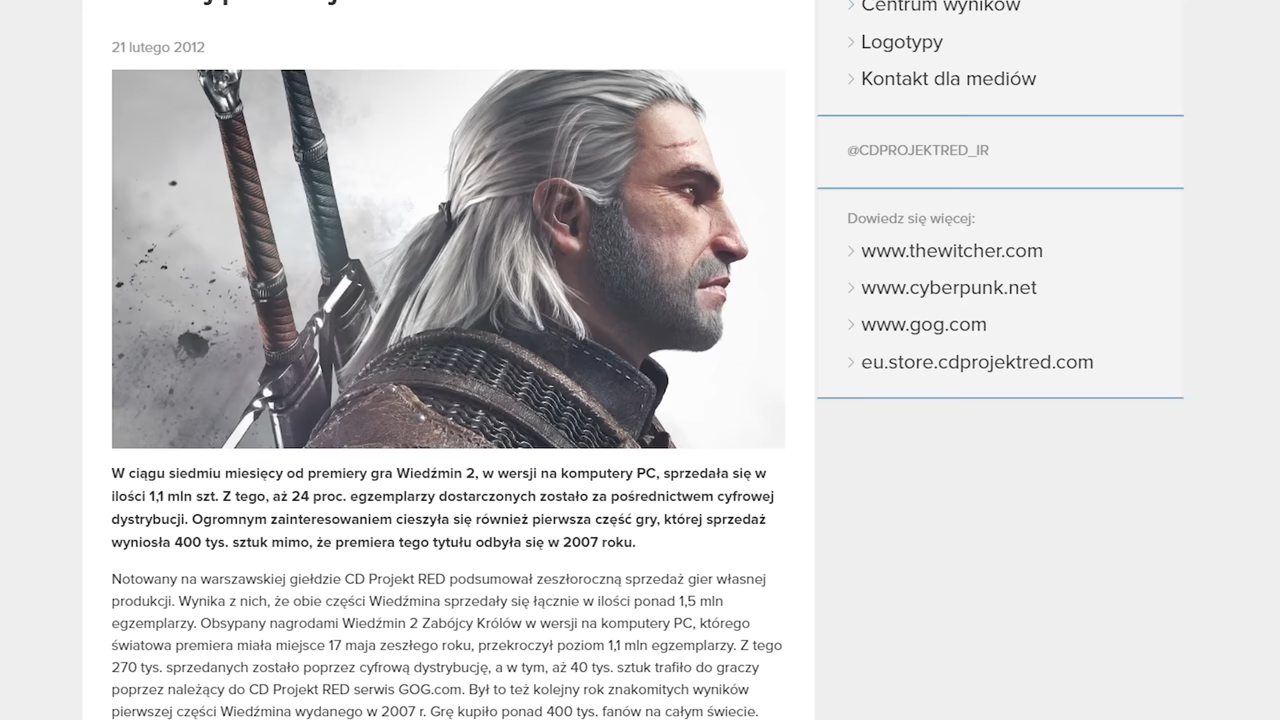 21 lutego 2012
W ciągu siedmiu miesięcy od premiery gra Wiedźmin 2, w wersji na komputery PC, sprzedała się w
ilości 1,1 mln szt. Z tego, aż 24 proc. egzemplarzy dostarczonych zostało za pośrednictwem cyfrowej
dystrybucji. Ogromnym zainteresowaniem cieszyła się również pierwsza część gry, której sprzedaż
wyniosła 400 tys. sztuk mimo, że premiera tego tytułu odbyła się w 2007 roku.
Notowany na warszawskiej giełdzie CD Projekt RED podsumował zeszłoroczną sprzedaż gier własnej
produkcji. Wynika z nich, że obie części Wiedźmina sprzedały się łącznie w ilości ponad 1,5 mln
egzemplarzy. Obsypany nagrodami Wiedźmin 2 Zabójcy Królów w wersji na komputery PC, którego
światowa premiera miała miejsce 17 maja zeszłego roku, przekroczył poziom 1,1 mln egzemplarzy. Z tego
270 tys. sprzedanych zostało poprzez cyfrową dystrybucję, a w tym, aż 40 tys. sztuk trafiło do graczy
poprzez należący do CD Projekt RED serwis GOG.com. Był to też kolejny rok znakomitych wyników
pierwszej części Wiedźmina wydanego w 2007 r. Grę kupiło ponad 400 tys. fanów na całym świecie.
Centrum wyników
Logotypy
Kontakt dla mediów
@CDPROJEKTRED_IR
Dowiedz się więcej:
www.thewitcher.com
www.cyberpunk.net
www.gog.com
eu.store.cdprojektred.com